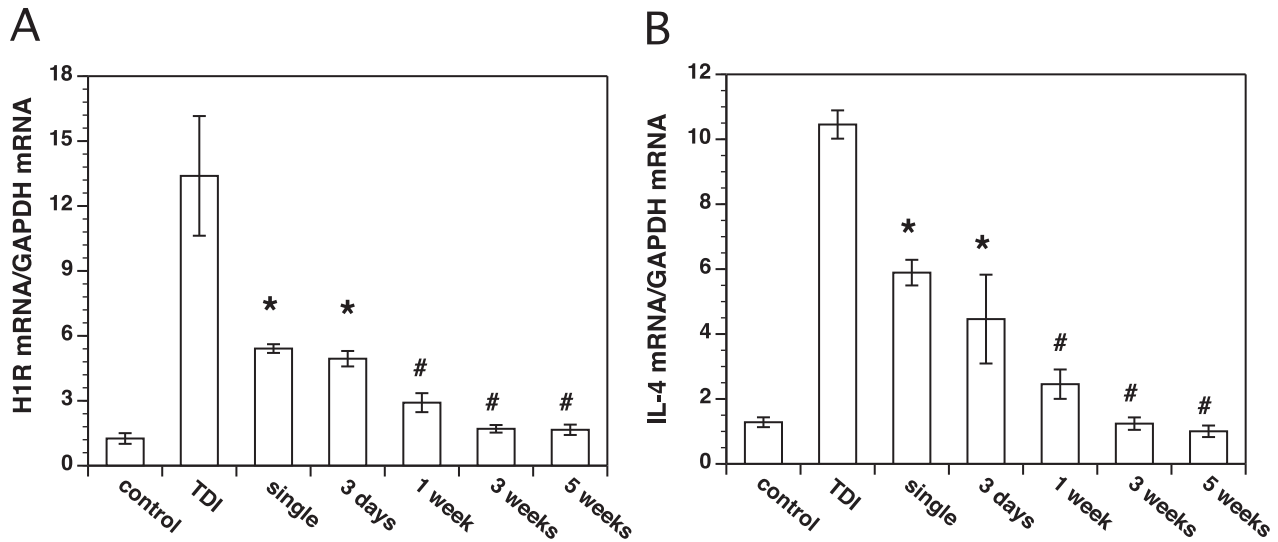 A
H1R mRNA/GAPDH mRNA
18
15
12
9
6
3
0
*
*
#
#
#
control
TDI
single
3 days
1 week
3 weeks
5 weeks
B
IL-4 mRNA/GAPDH mRNA
12
10
8
6
4
2
0
*
*
#
#
#
control
TDI
single
3 days
1 week
3 weeks
5 weeks